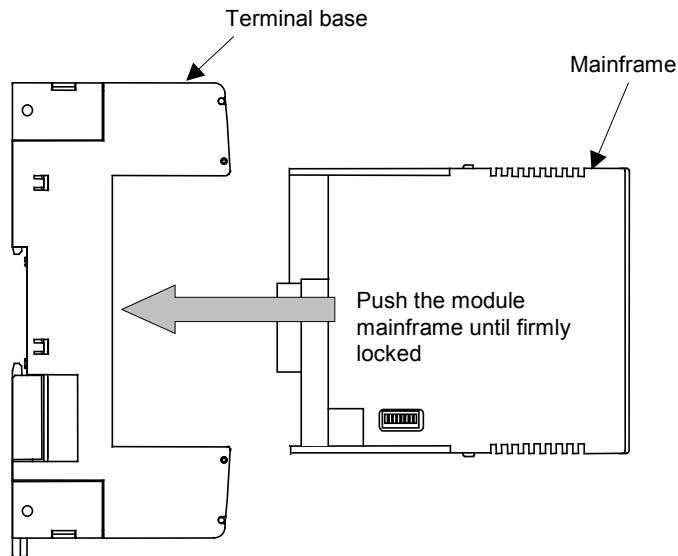 Terminal base
Mainframe
Push the module
mainframe until firmly
locked